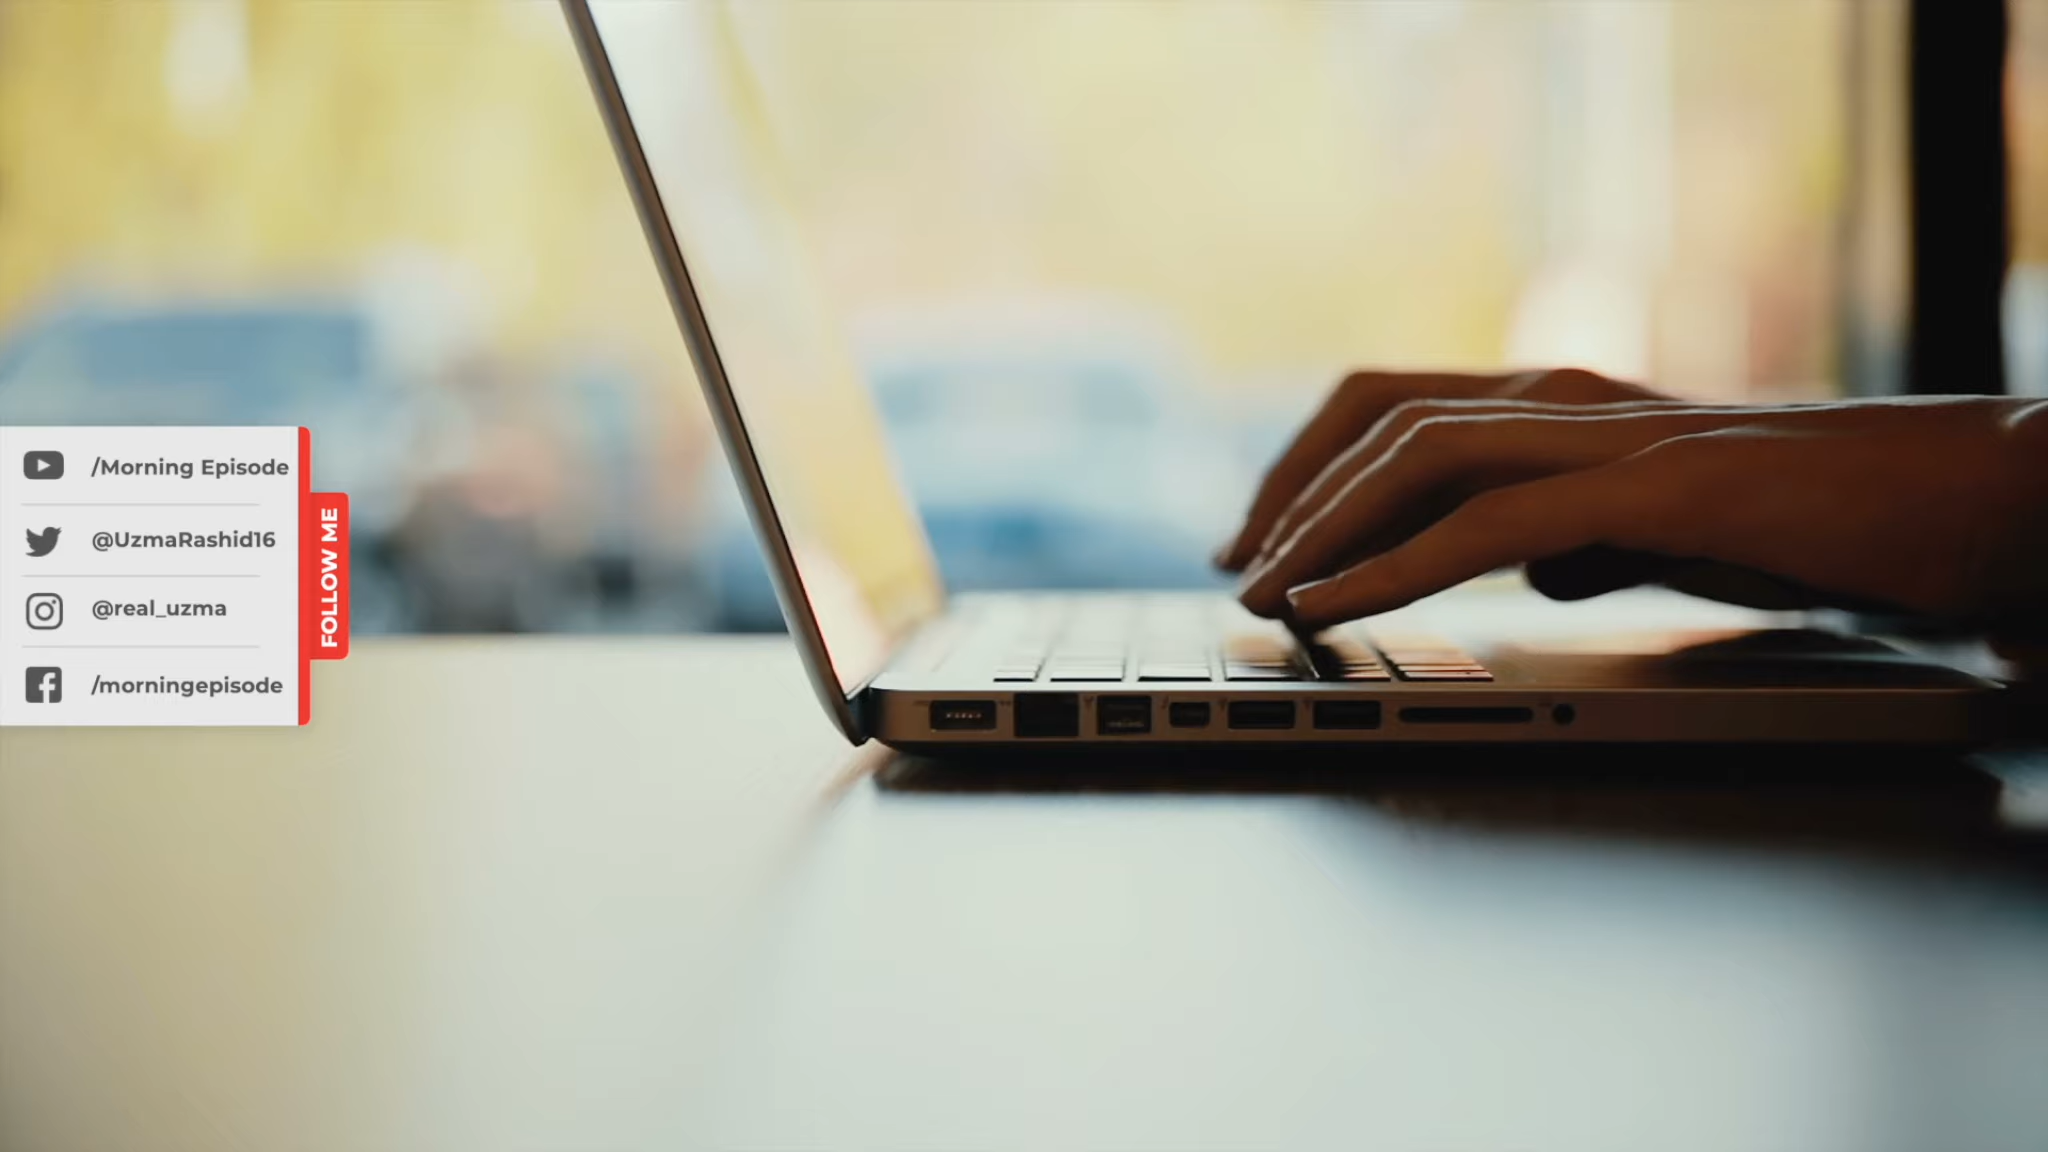 /Morning Episode
@UzmaRashid16
@real_uzma
/morningepisode
FOLLOW ME